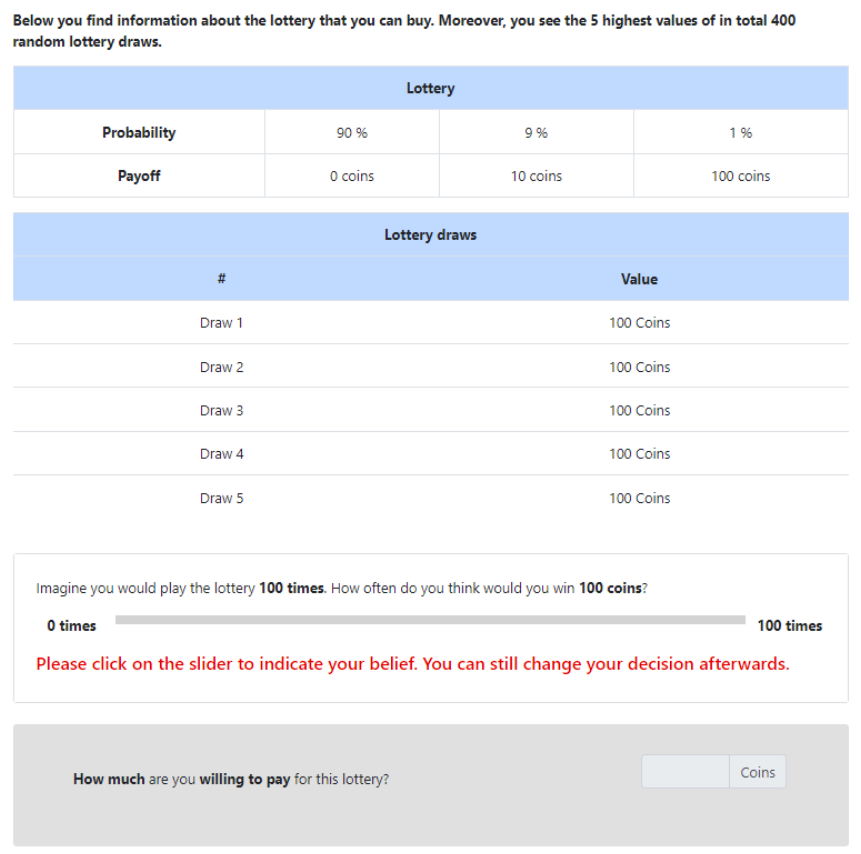 Below you find information about the lottery that you can buy. Moreover, you see the 5 highest values of in total 400
random lottery draws.
Lottery
Probability 90 % 9 % 1 %
Payoff 0 coins 10 coins 100 coins
Lottery draws
# Value
Draw 1 100 Coins
Draw 2 100 Coins
Draw 3 100 Coins
Draw 4 100 Coins
Draw 5 100 Coins
Imagine you would play the lottery 100 times. How often do you think would you win 100 coins?
0 times 100 times
Please click on the slider to indicate your belief. You can still change your decision afterwards.
How much are you willing to pay for this lottery? Coins